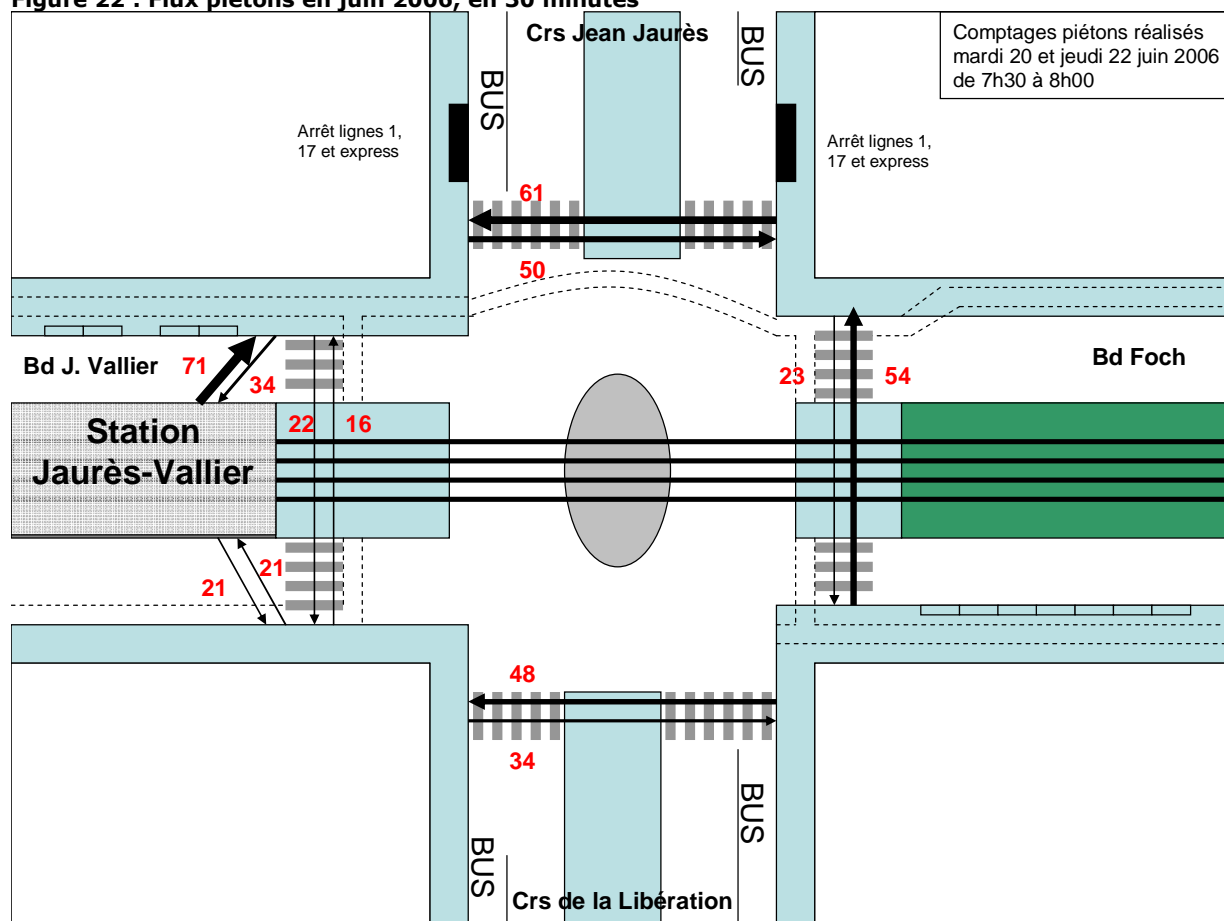 Figure 22 : Flux piétons en juin 2006, en 30 minutes
Crs Jean Jaurès
BUS
BUS
Comptages piétons réalisés
mardi 20 et jeudi 22 juin 2006
de 7h30 à 8h00
Arrêt lignes 1,
17 et express
Arrêt lignes 1,
17 et express
61
50
Bd J. Vallier
71
34
23
54
Bd Foch
22
16
Station
Jaurès-Vallier
21
21
48
34
BUS
BUS
Crs de la Libération